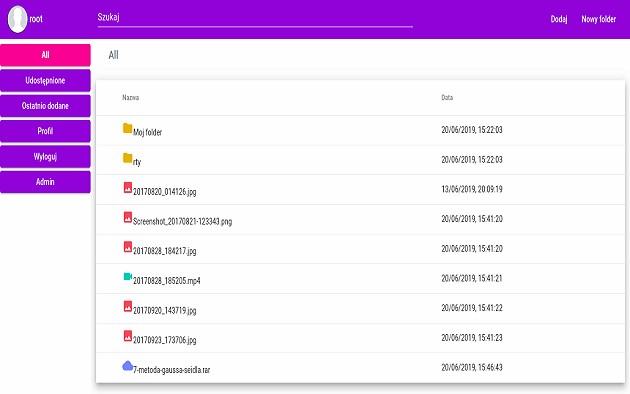 root
Szukaj
Dodaj
Nowy folder
All
Udostępnione
Ostatnio dodane
Profil
Wyloguj
Admin
All
Nazwa Data
Moj folder 20/06/2019, 15:22:03
rty 20/06/2019, 15:22:03
20170820_014126.jpg 13/06/2019, 20:09:19
Screenshot_20170821-123343.png 20/06/2019, 15:41:20
20170828_184217.jpg 20/06/2019, 15:41:20
20170828_185205.mp4 20/06/2019, 15:41:21
20170920_143719.jpg 20/06/2019, 15:41:22
20170923_173706.jpg 20/06/2019, 15:41:23
7-metoda-gaussa-seidla.rar 20/06/2019, 15:46:43